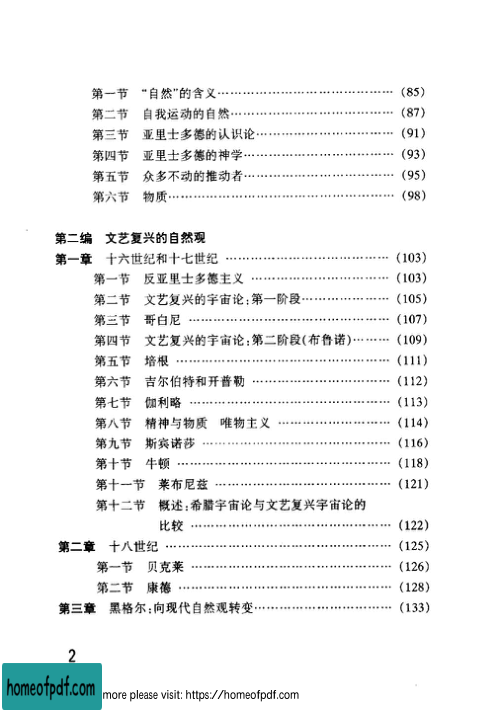 第一节 “自然”的含义……………………………………（85）
第二节 自我运动的自然…………………………………（87）
第三节 亚里士多德的认识论……………………………（91）
第四节 亚里士多德的神学………………………………（93）
第五节 众多不动的推动者………………………………（95）
第六节 物质………………………………………………（98）
第二编 文艺复兴的自然观
第一章 十六世纪和十七世纪 …………………………………（103）
第一节 反亚里士多德主义 ……………………………（103）
第二节 文艺复兴的宇宙论：第一阶段…………………（105）
第三节 哥白尼 …………………………………………（107）
第四节 文艺复兴的宇宙论：第二阶段（布鲁诺）………（109）
第五节 培根 ……………………………………………（111）
第六节 吉尔伯特和开普勒 ……………………………（112）
第七节 伽利略 …………………………………………（113）
第八节 精神与物质 唯物主义 ………………………（114）
第九节 斯宾诺莎 ………………………………………（116）
第十节 牛顿 ……………………………………………（118）
第十一节 莱布尼兹 ……………………………………（121）
第十二节 概述：希腊宇宙论与文艺复兴宇宙论的
比较 …………………………………………（122）
第二章 十八世纪 ………………………………………………（125）
第一节 贝克莱 …………………………………………（126）
第二节 康德 ……………………………………………（128）
第三章 黑格尔：向现代自然观转变……………………………（133）
2
homeofpdf.com
more please visit: https://homeofpdf.com